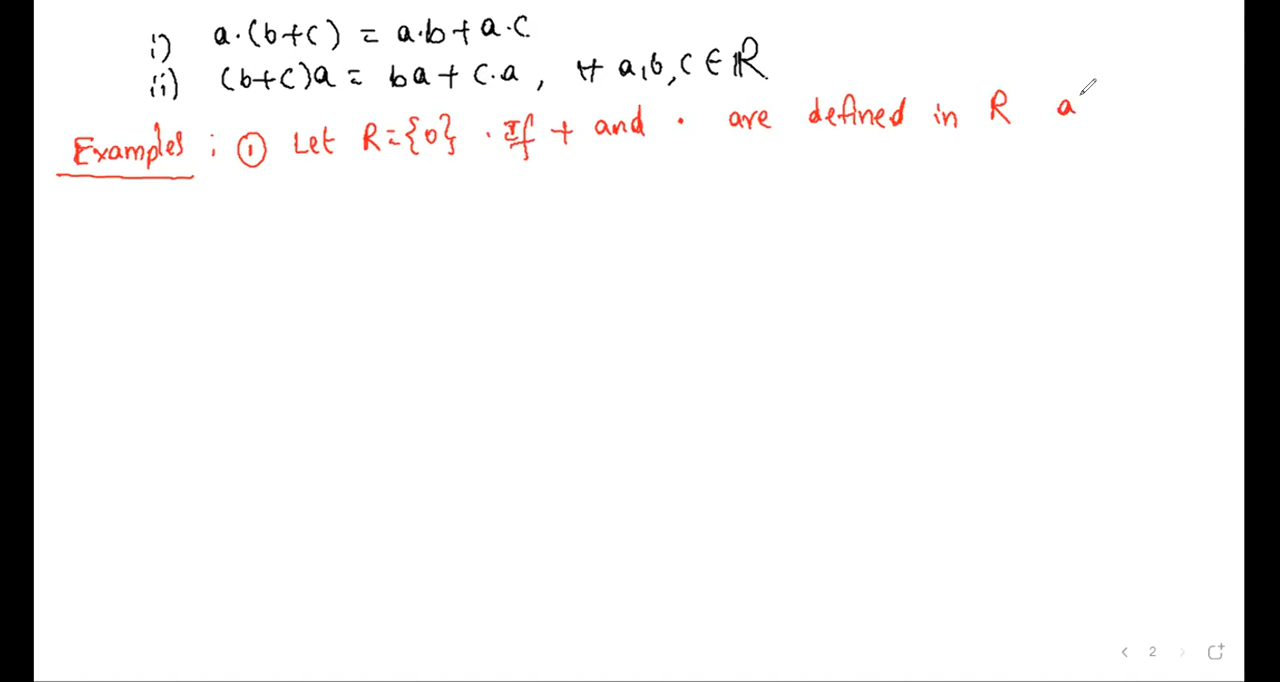 i) a·(b+c) = a·b + a·c
ii) (b+c)a = ba + c·a , ∀ a,b,c ∈ ℝ
Examples : ① Let R={0} . If + and · are defined in R a
< 2 >